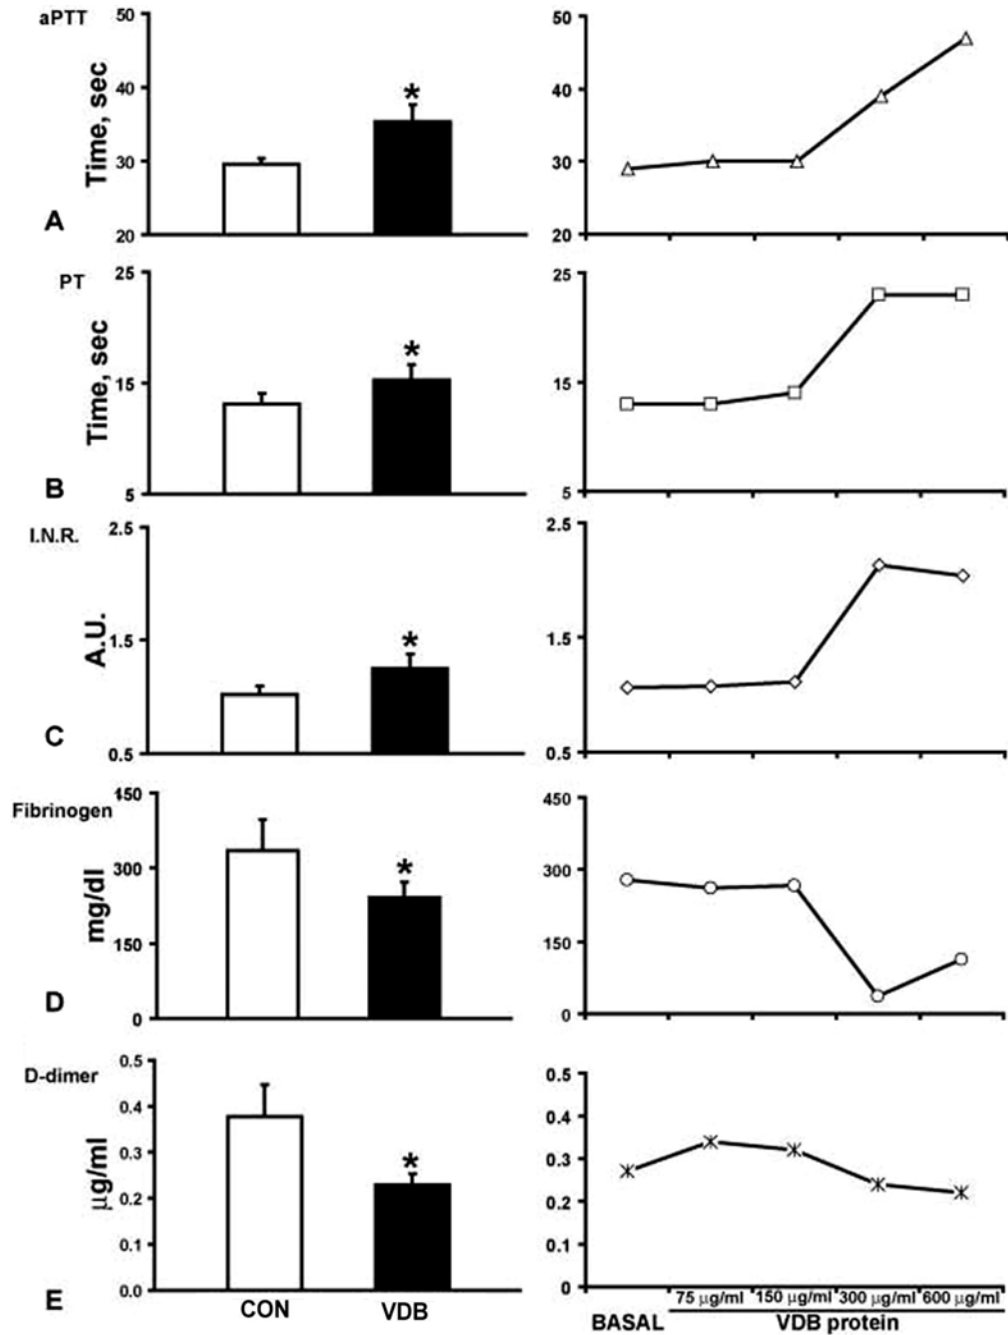 aPTT
50
40
30
20
Time, sec
*
A
50
40
30
20
PT
25
15
5
Time, sec
*
B
25
15
5
I.N.R.
2.5
1.5
0.5
A.U.
*
C
2.5
1.5
0.5
Fibrinogen
150
300
150
0
mg/dl
*
D
450
300
150
0
D-dimer
0.5
0.4
0.3
0.2
0.1
0.0
μg/ml
*
E
CON VDB
0.5
0.4
0.3
0.2
0.1
0
75 μg/ml 150 μg/ml 300 μg/ml 600 μg/ml
BASAL VDB protein